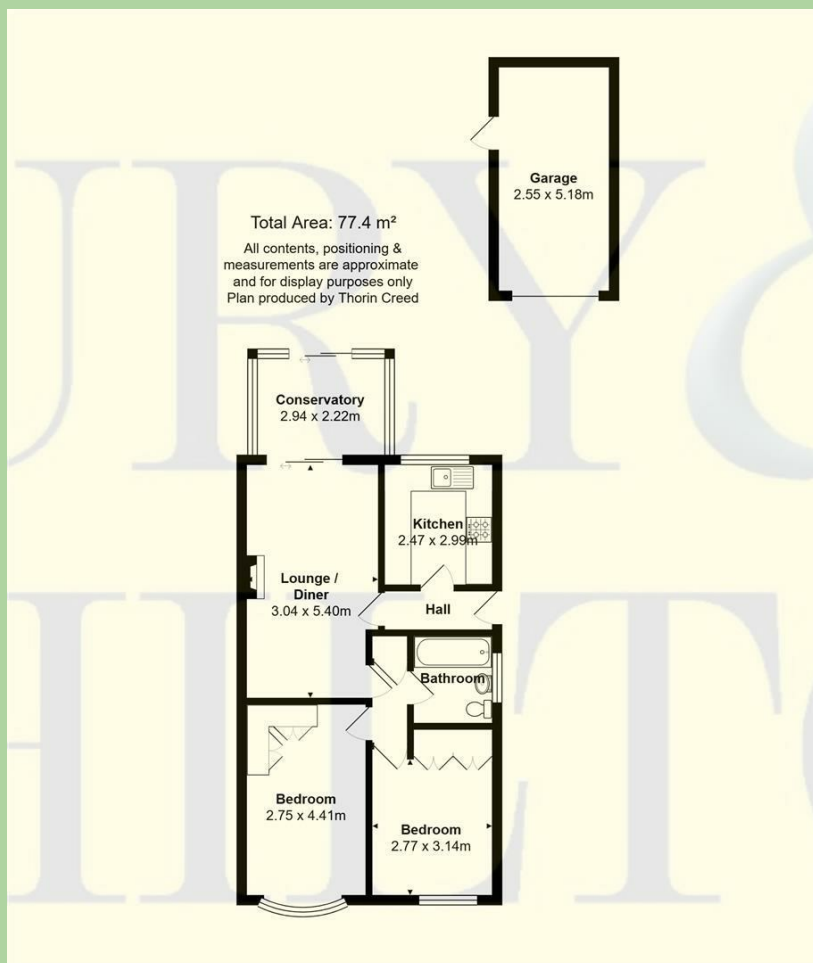 Garage
2.55 x 5.18m
Total Area: 77.4 m²
All contents, positioning &
measurements are approximate
and for display purposes only
Plan produced by Thorin Creed
Conservatory
2.94 x 2.22m
Kitchen
2.47 x 2.99m
Lounge /
Diner
3.04 x 5.40m
Hall
Bathroom
Bedroom
2.75 x 4.41m
Bedroom
2.77 x 3.14m